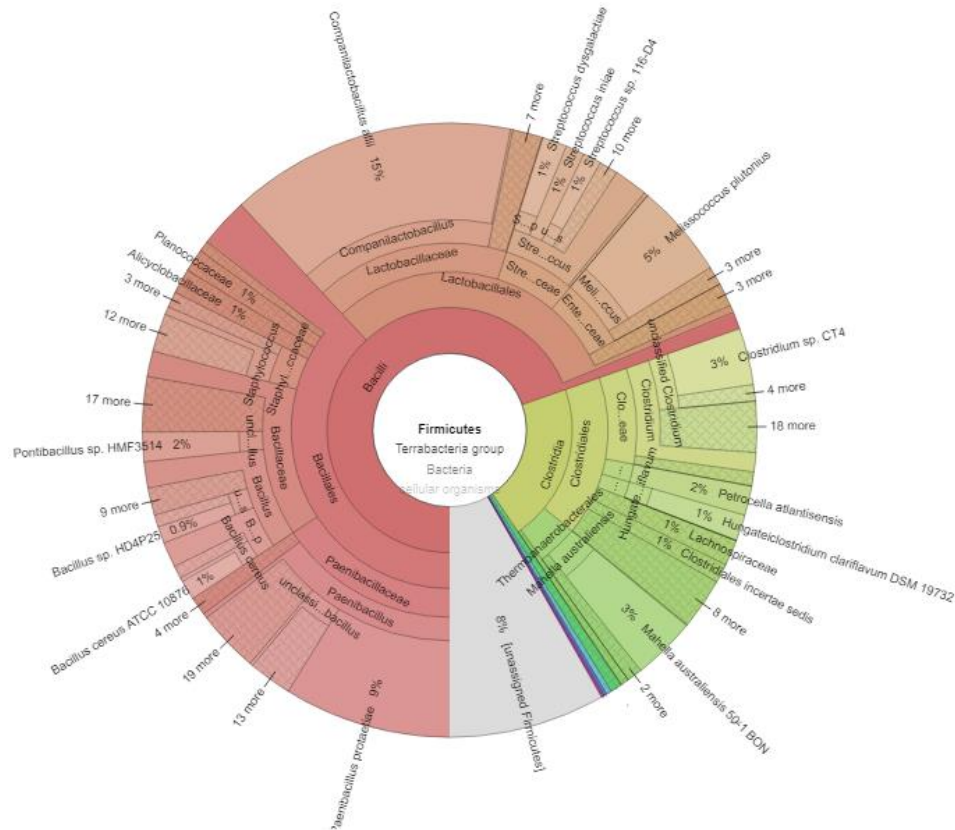 Firmicutes
Terrabacteria group
Bacteria
cellular organisms
Bacilli
Lactobacillales
Lactobacillaceae
Companilactobacillus
15% Companilactobacillus allii
7 more
Stre...ceae
Stre...ccus
S...p
u...s
1% Streptococcus dysgalactiae
1% Streptococcus iniae
1% Streptococcus sp. 116-D4
10 more
Ente...ceae
Meli...ccus
5% Melissococcus plutonius
3 more
3 more
Clostridia
Clostridiales
Clo...eae
Clostridium
unclassified Clostridium
3% Clostridium sp. CT4
4 more
18 more
2% Petrocella atlantisensis
...
...
Hungate...iflavum
1% Hungateiclostridium clariflavum DSM 19732
1% Lachnospiraceae
1% Clostridiales incertae sedis
8 more
Thermoanaerobacterales
Mahella australiensis
3% Mahella australiensis 50-1 BON
2 more
8% [unassigned Firmicutes]
Bacillales
Paenibacillaceae
Paenibacillus
9% Paenibacillus protaetiae
unclassi...bacillus
13 more
19 more
4 more
Bacillaceae
Bacillus
B...p
Bacillus cereus
1% Bacillus cereus ATCC 10876
u...s
0.9% Bacillus sp. HD4P25
9 more
uncl...llus
2% Pontibacillus sp. HMF3514
17 more
Staphyl...ccaceae
Staphylococcus
12 more
3 more
Alicyclobacillaceae 1%
Planococcaceae 1%